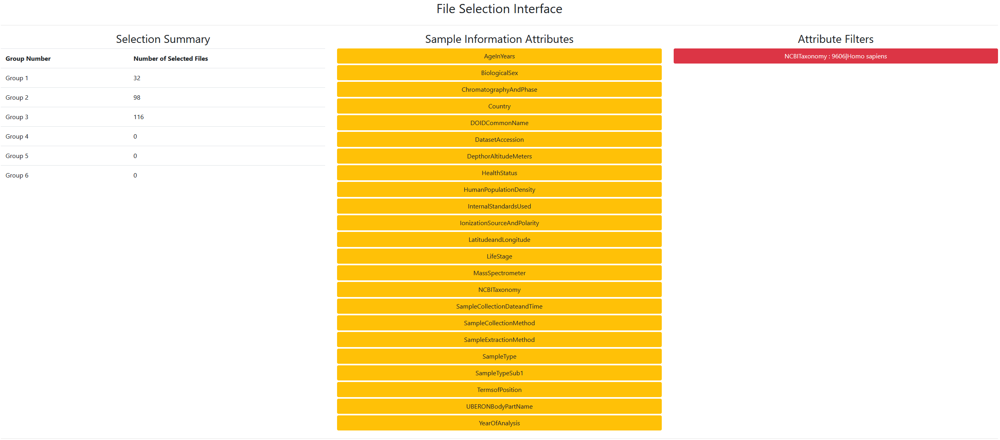 File Selection Interface
Selection Summary
Group Number Number of Selected Files
Group 1 32
Group 2 98
Group 3 116
Group 4 0
Group 5 0
Group 6 0
Sample Information Attributes
AgeInYears
BiologicalSex
ChromatographyAndPhase
Country
DOIDCommonName
DatasetAccession
DepthorAltitudeMeters
HealthStatus
HumanPopulationDensity
InternalStandardsUsed
IonizationSourceAndPolarity
LatitudeandLongitude
LifeStage
MassSpectrometer
NCBITaxonomy
SampleCollectionDateandTime
SampleCollectionMethod
SampleExtractionMethod
SampleType
SampleTypeSub1
TermsofPosition
UBERONBodyPartName
YearOfAnalysis
Attribute Filters
NCBITaxonomy : 9606|Homo sapiens